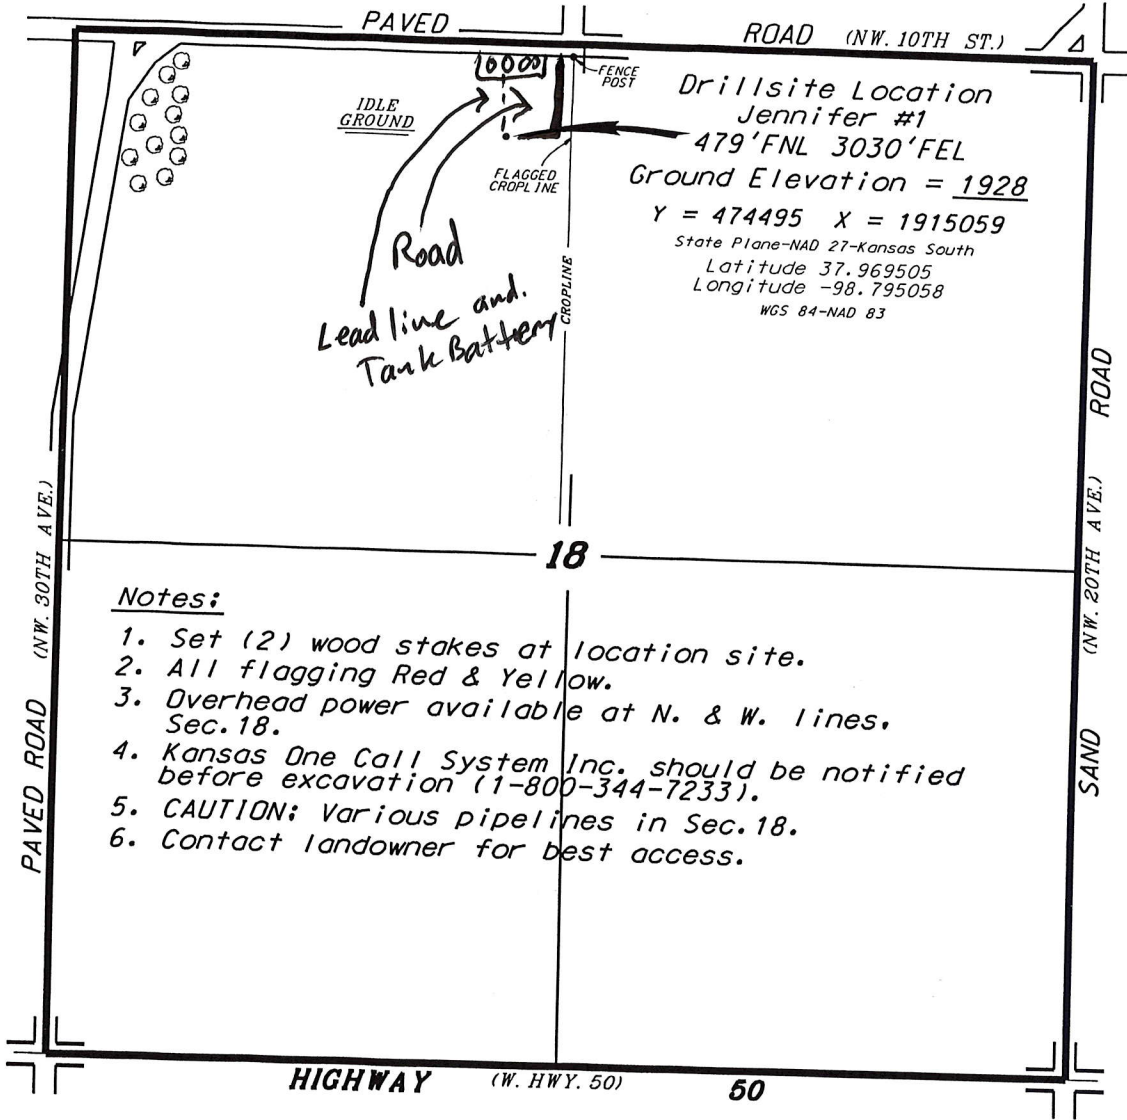 PAVED
ROAD (NW. 10TH ST.)
FENCE
POST
IDLE
GROUND
FLAGGED
CROPLINE
CROPLINE
Drillsite Location
Jennifer #1
479'FNL 3030'FEL
Ground Elevation = 1928
Y = 474495 X = 1915059
State Plane-NAD 27-Kansas South
Latitude 37.969505
Longitude -98.795058
WGS 84-NAD 83
Road
Lead line and.
Tank Battery
18
PAVED ROAD (NW. 30TH AVE.)
SAND (NW. 20TH AVE.) ROAD
Notes:
1. Set (2) wood stakes at location site.
2. All flagging Red & Yellow.
3. Overhead power available at N. & W. lines,
Sec.18.
4. Kansas One Call System Inc. should be notified
before excavation (1-800-344-7233).
5. CAUTION: Various pipelines in Sec.18.
6. Contact landowner for best access.
HIGHWAY (W. HWY. 50) 50